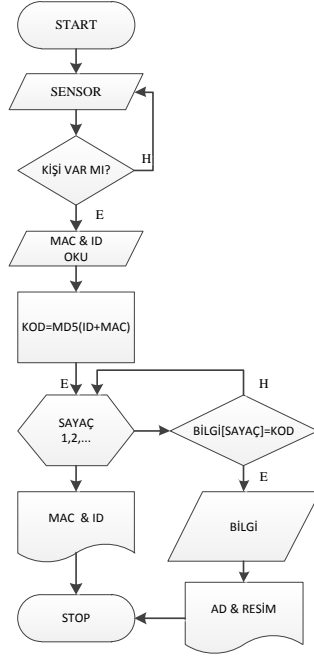 START
SENSOR
H
KİŞİ VAR MI?
E
MAC & ID
OKU
KOD=MD5(ID+MAC)
E
H
SAYAÇ
1,2,...
BİLGİ[SAYAÇ]=KOD
E
MAC & ID
BİLGİ
AD & RESİM
STOP